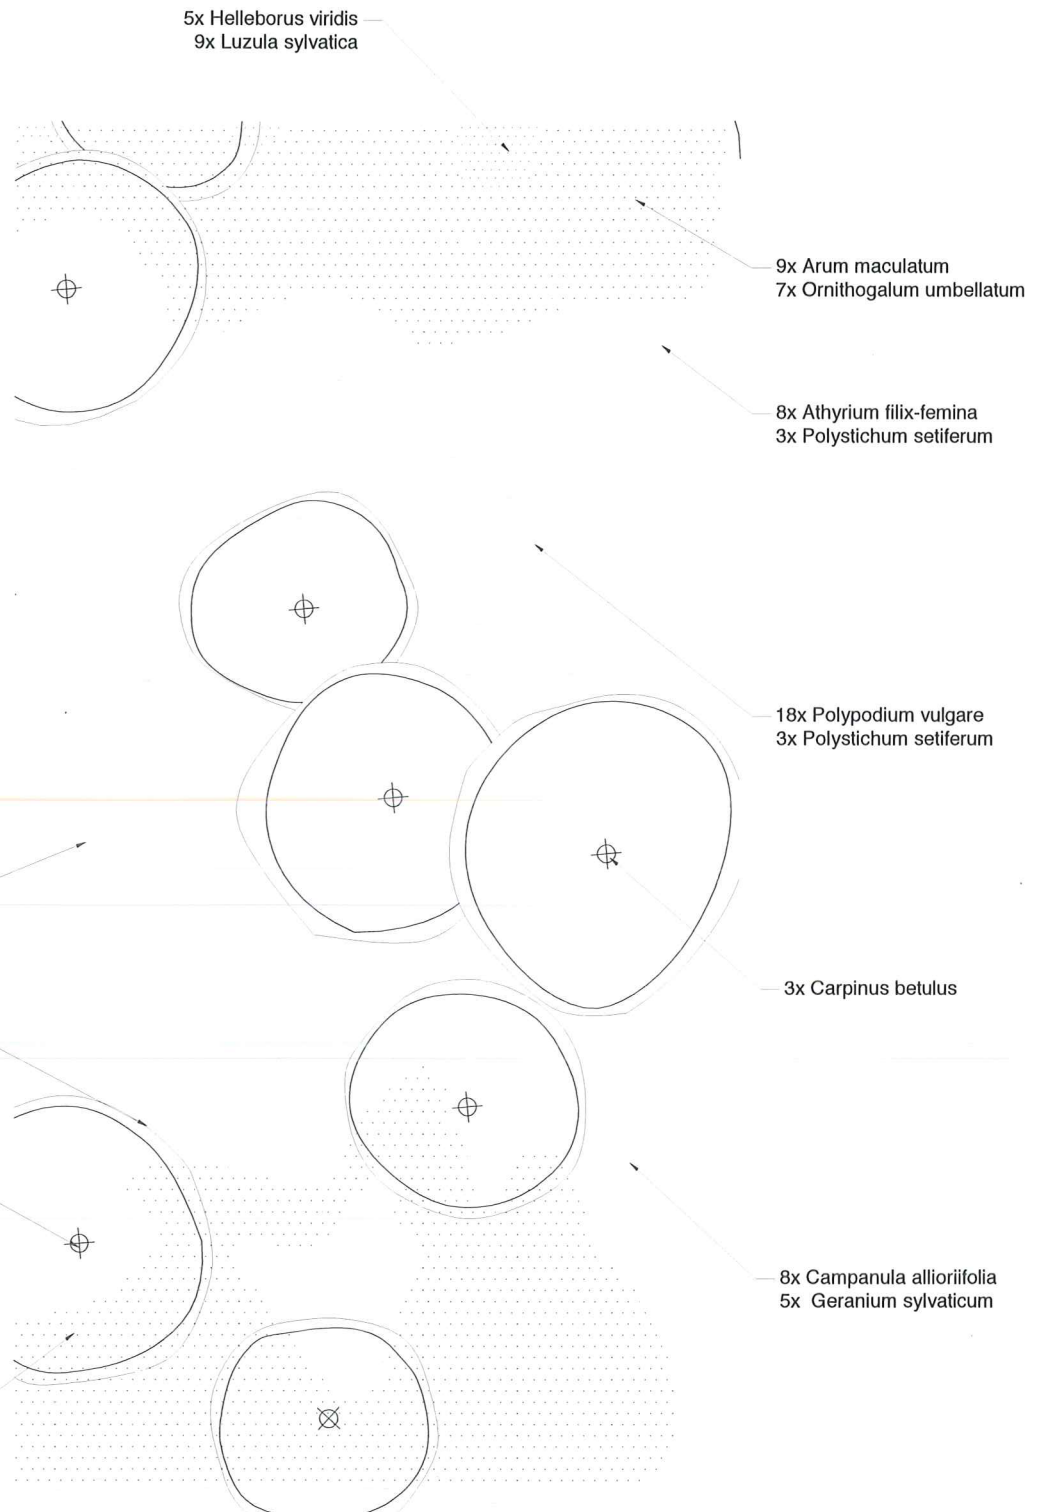 5x Helleborus viridis
9x Luzula sylvatica
9x Arum maculatum
7x Ornithogalum umbellatum
8x Athyrium filix-femina
3x Polystichum setiferum
18x Polypodium vulgare
3x Polystichum setiferum
3x Carpinus betulus
8x Campanula alloriifolia
5x Geranium sylvaticum